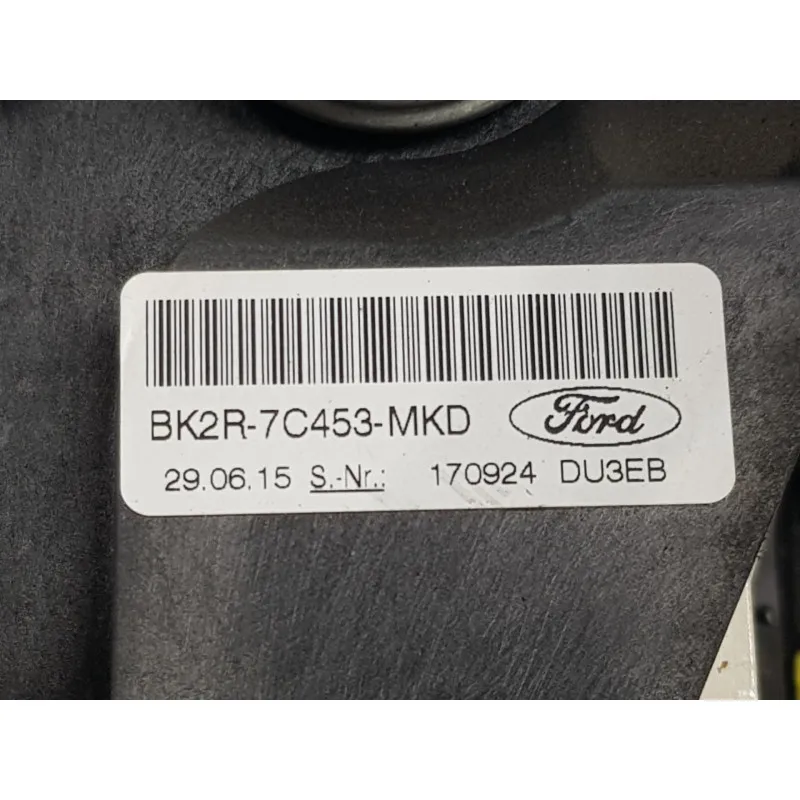 BK2R-7C453-MKD Ford
29.06.15 S.-Nr.: 170924 DU3EB